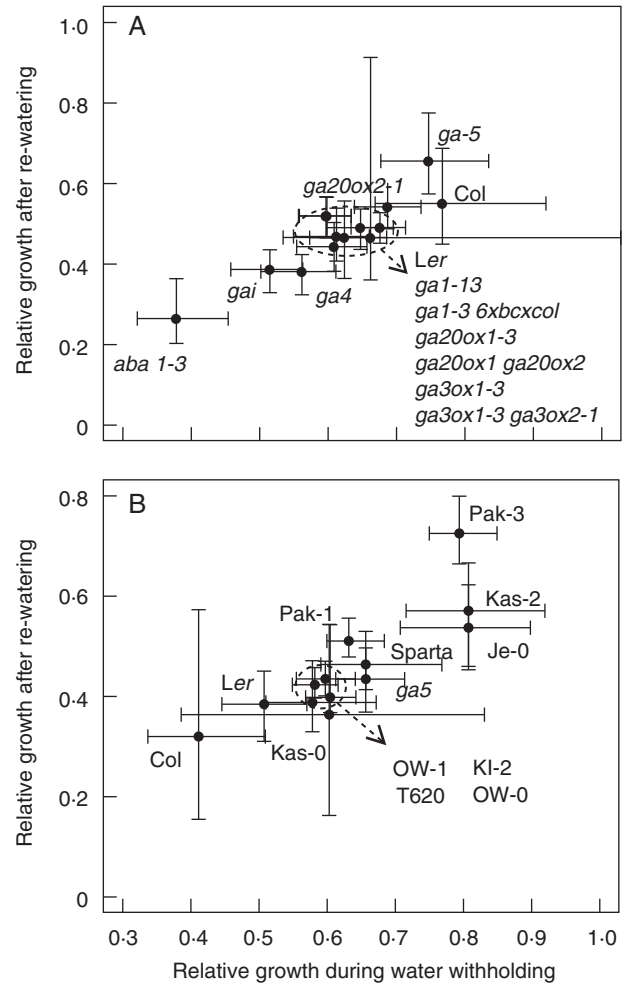 A
1·0
0·8
0·6
0·4
0·2
0
Relative growth after re-watering
ga-5
Col
ga20ox2-1
gai
ga4
aba 1-3
Ler
ga1-13
ga1-3 6xbcxcol
ga20ox1-3
ga20ox1 ga20ox2
ga3ox1-3
ga3ox1-3 ga3ox2-1
B
0·8
0·6
0·4
0·2
0
Relative growth after re-watering
Pak-3
Kas-2
Je-0
Pak-1
Sparta
ga5
Ler
Kas-0
Col
OW-1 KI-2
T620 OW-0
0·3 0·4 0·5 0·6 0·7 0·8 0·9 1·0
Relative growth during water withholding